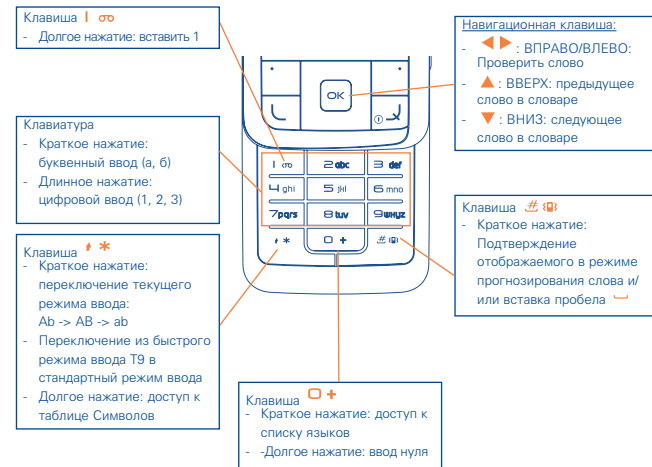 Клавиша 1 ꝏ
- Долгое нажатие: вставить 1
Клавиатура
- Краткое нажатие:
буквенный ввод (а, б)
- Длинное нажатие:
цифровой ввод (1, 2, 3)
Клавиша *
- Краткое нажатие:
переключение текущего
режима ввода:
Ab -> AB -> ab
- Переключение из быстрого
режима ввода T9 в
стандартный режим ввода
- Долгое нажатие: доступ к
таблице Символов
OK
1 ꝏ 2 abc 3 def
4 ghi 5 jkl 6 mno
7 pqrs 8 tuv 9 wxyz
* 0 + #
Клавиша 0 +
- Краткое нажатие: доступ к
списку языков
- -Долгое нажатие: ввод нуля
Навигационная клавиша:
- ◀ ▶ : ВПРАВО/ВЛЕВО:
Проверить слово
- ▲ : ВВЕРХ: предыдущее
слово в словаре
- ▼ : ВНИЗ: следующее
слово в словаре
Клавиша #
- Краткое нажатие:
Подтверждение
отображаемого в режиме
прогнозирования слова и/
или вставка пробела